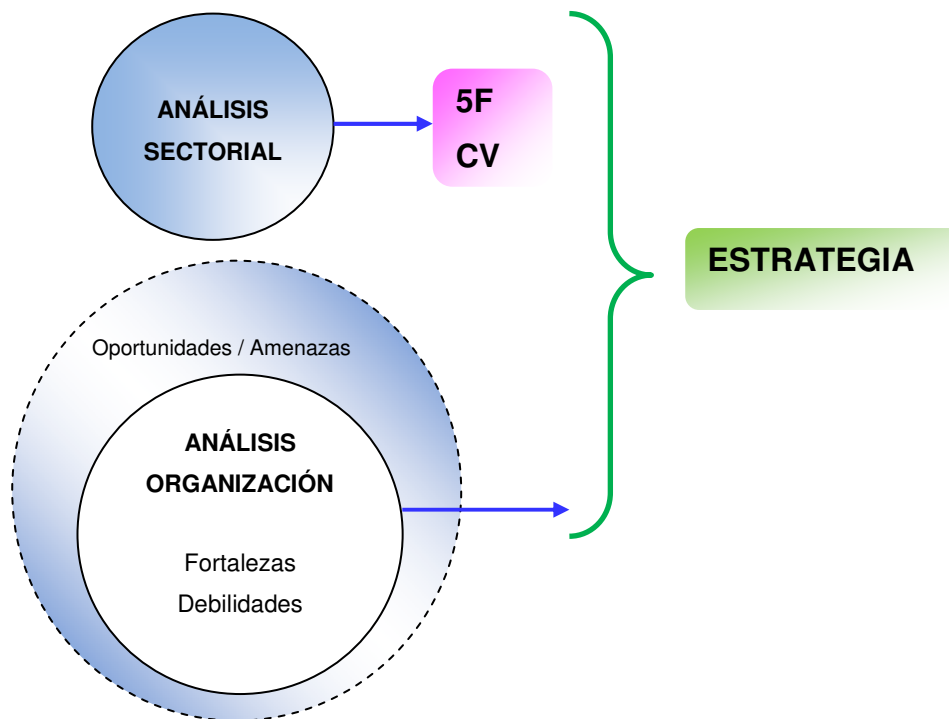 ANÁLISIS
SECTORIAL
5F
CV
ESTRATEGIA
Oportunidades / Amenazas
ANÁLISIS
ORGANIZACIÓN
Fortalezas
Debilidades